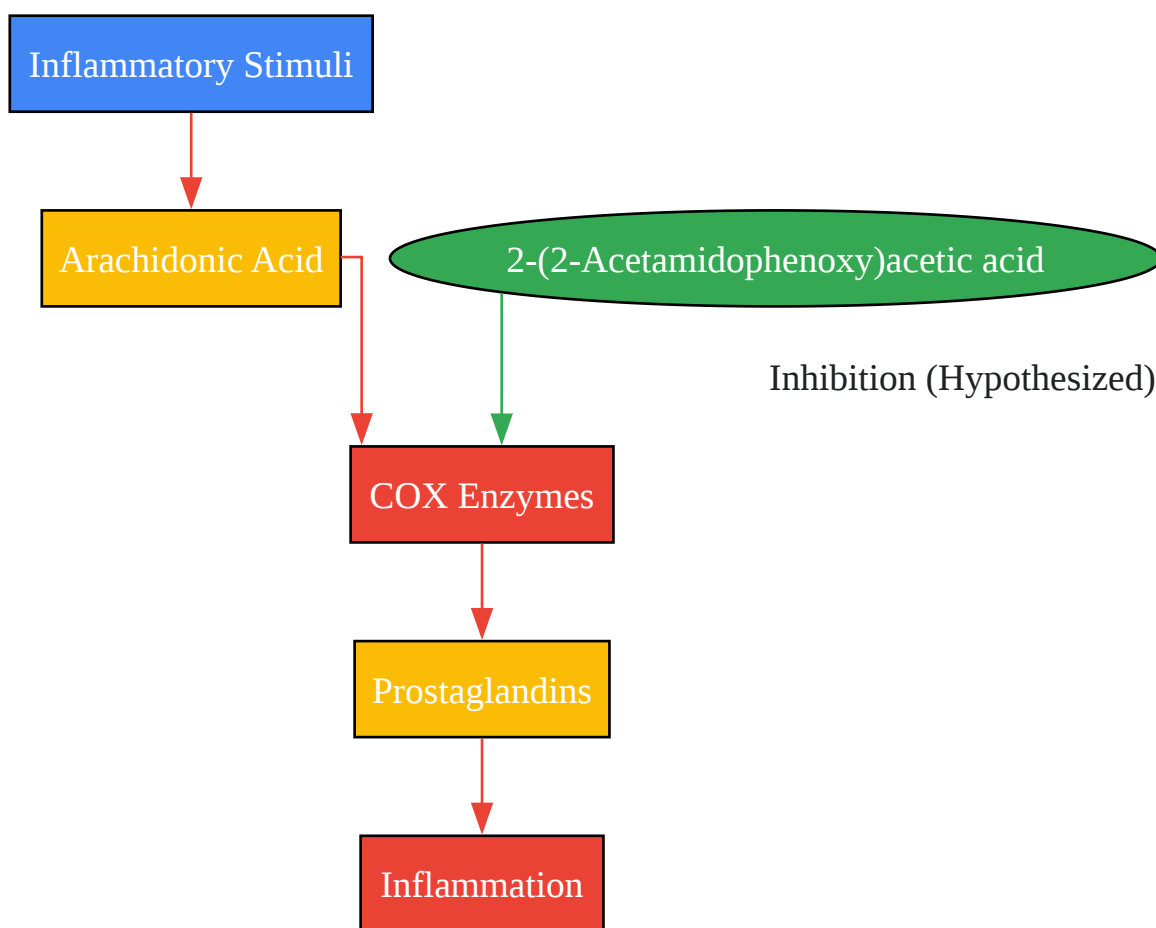 Inflammatory Stimuli
Arachidonic Acid
2-(2-Acetamidophenoxy)acetic acid
Inhibition (Hypothesized)
COX Enzymes
Prostaglandins
Inflammation